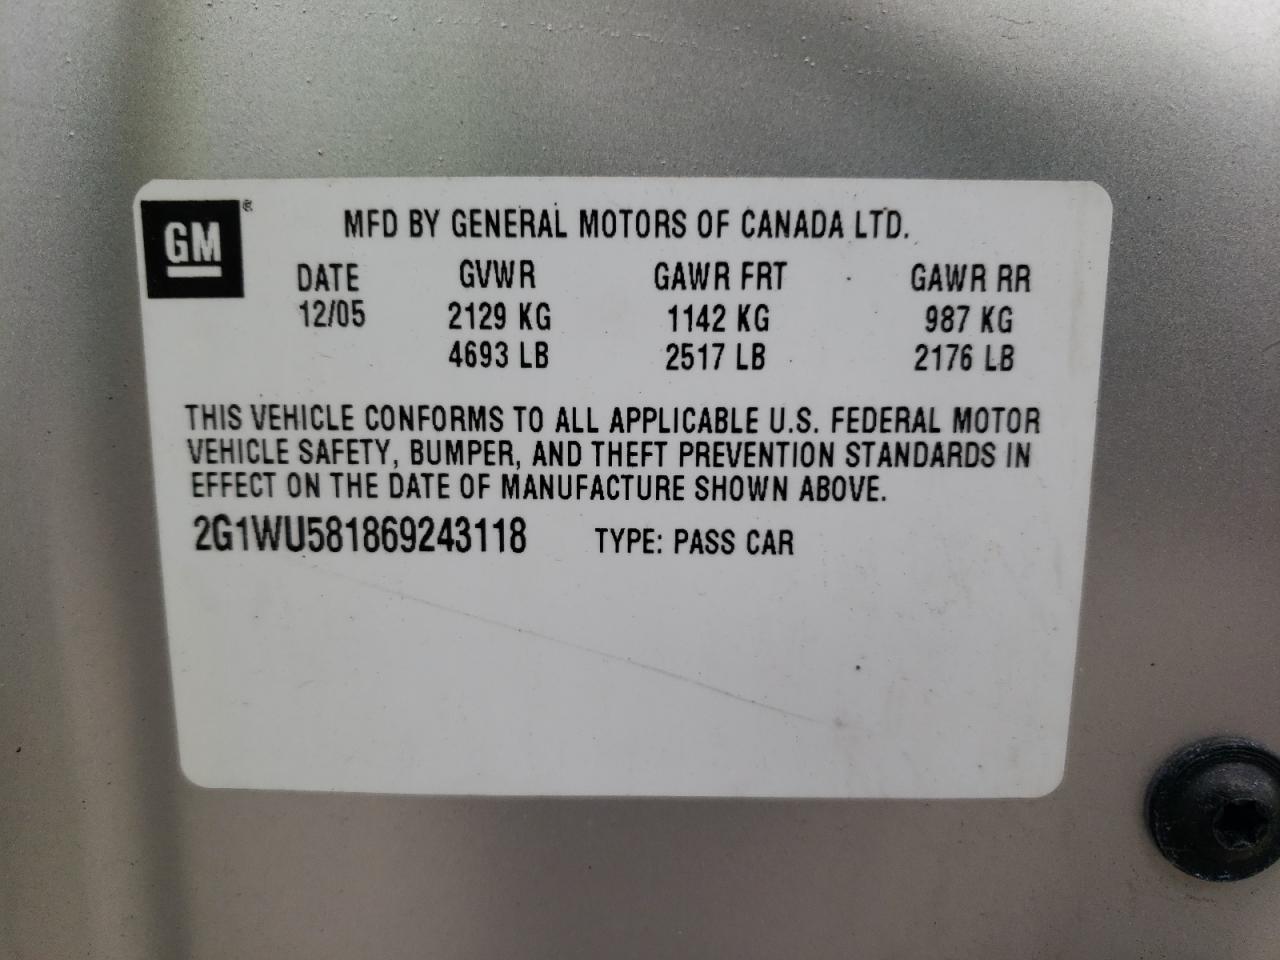 GM®
MFD BY GENERAL MOTORS OF CANADA LTD.
DATE GVWR GAWR FRT GAWR RR
12/05 2129 KG 1142 KG 987 KG
4693 LB 2517 LB 2176 LB
THIS VEHICLE CONFORMS TO ALL APPLICABLE U.S. FEDERAL MOTOR
VEHICLE SAFETY, BUMPER, AND THEFT PREVENTION STANDARDS IN
EFFECT ON THE DATE OF MANUFACTURE SHOWN ABOVE.
2G1WU581869243118 TYPE: PASS CAR